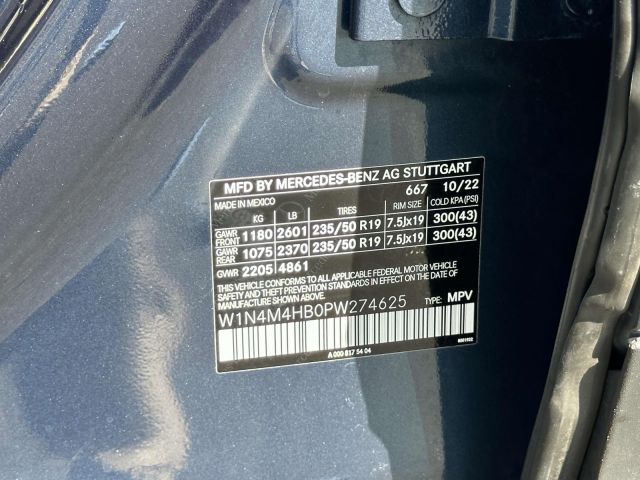 MFD BY MERCEDES-BENZ AG STUTTGART
MADE IN MEXICO 667 10/22
KG LB TIRES RIM SIZE COLD KPA (PSI)
GAWR FRONT 1180 2601 235/50 R19 7.5Jx19 300(43)
GAWR REAR 1075 2370 235/50 R19 7.5Jx19 300(43)
GVWR 2205 4861
THIS VEHICLE CONFORMS TO ALL APPLICABLE FEDERAL MOTOR VEHICLE
SAFETY, BUMPER, AND THEFT PREVENTION STANDARDS IN EFFECT ON THE DATE OF
MANUFACTURE SHOWN ABOVE.
W1N4M4HB0PW274625 TYPE: MPV
A 000 817 54 04